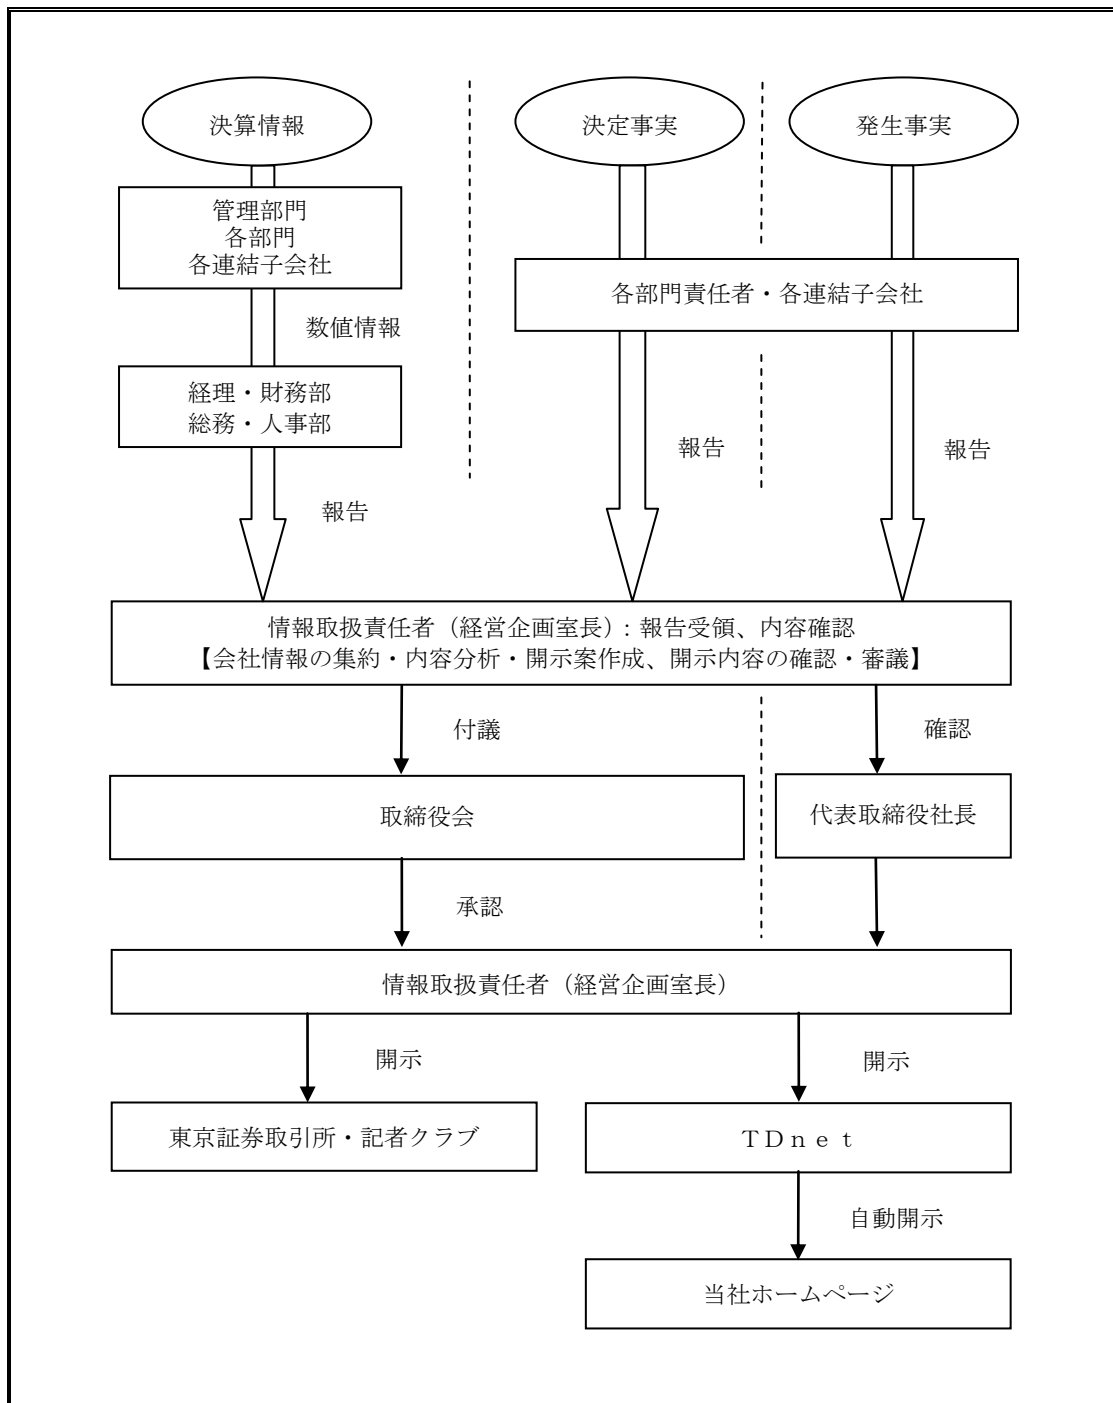 決算情報
決定事実
発生事実
管理部門
各部門
各連結子会社
各部門責任者・各連結子会社
数値情報
経理・財務部
総務・人事部
報告
報告
報告
情報取扱責任者（経営企画室長）：報告受領、内容確認
【会社情報の集約・内容分析・開示案作成、開示内容の確認・審議】
付議
確認
取締役会
代表取締役社長
承認
情報取扱責任者（経営企画室長）
開示
開示
東京証券取引所・記者クラブ
ＴＤｎｅｔ
自動開示
当社ホームページ